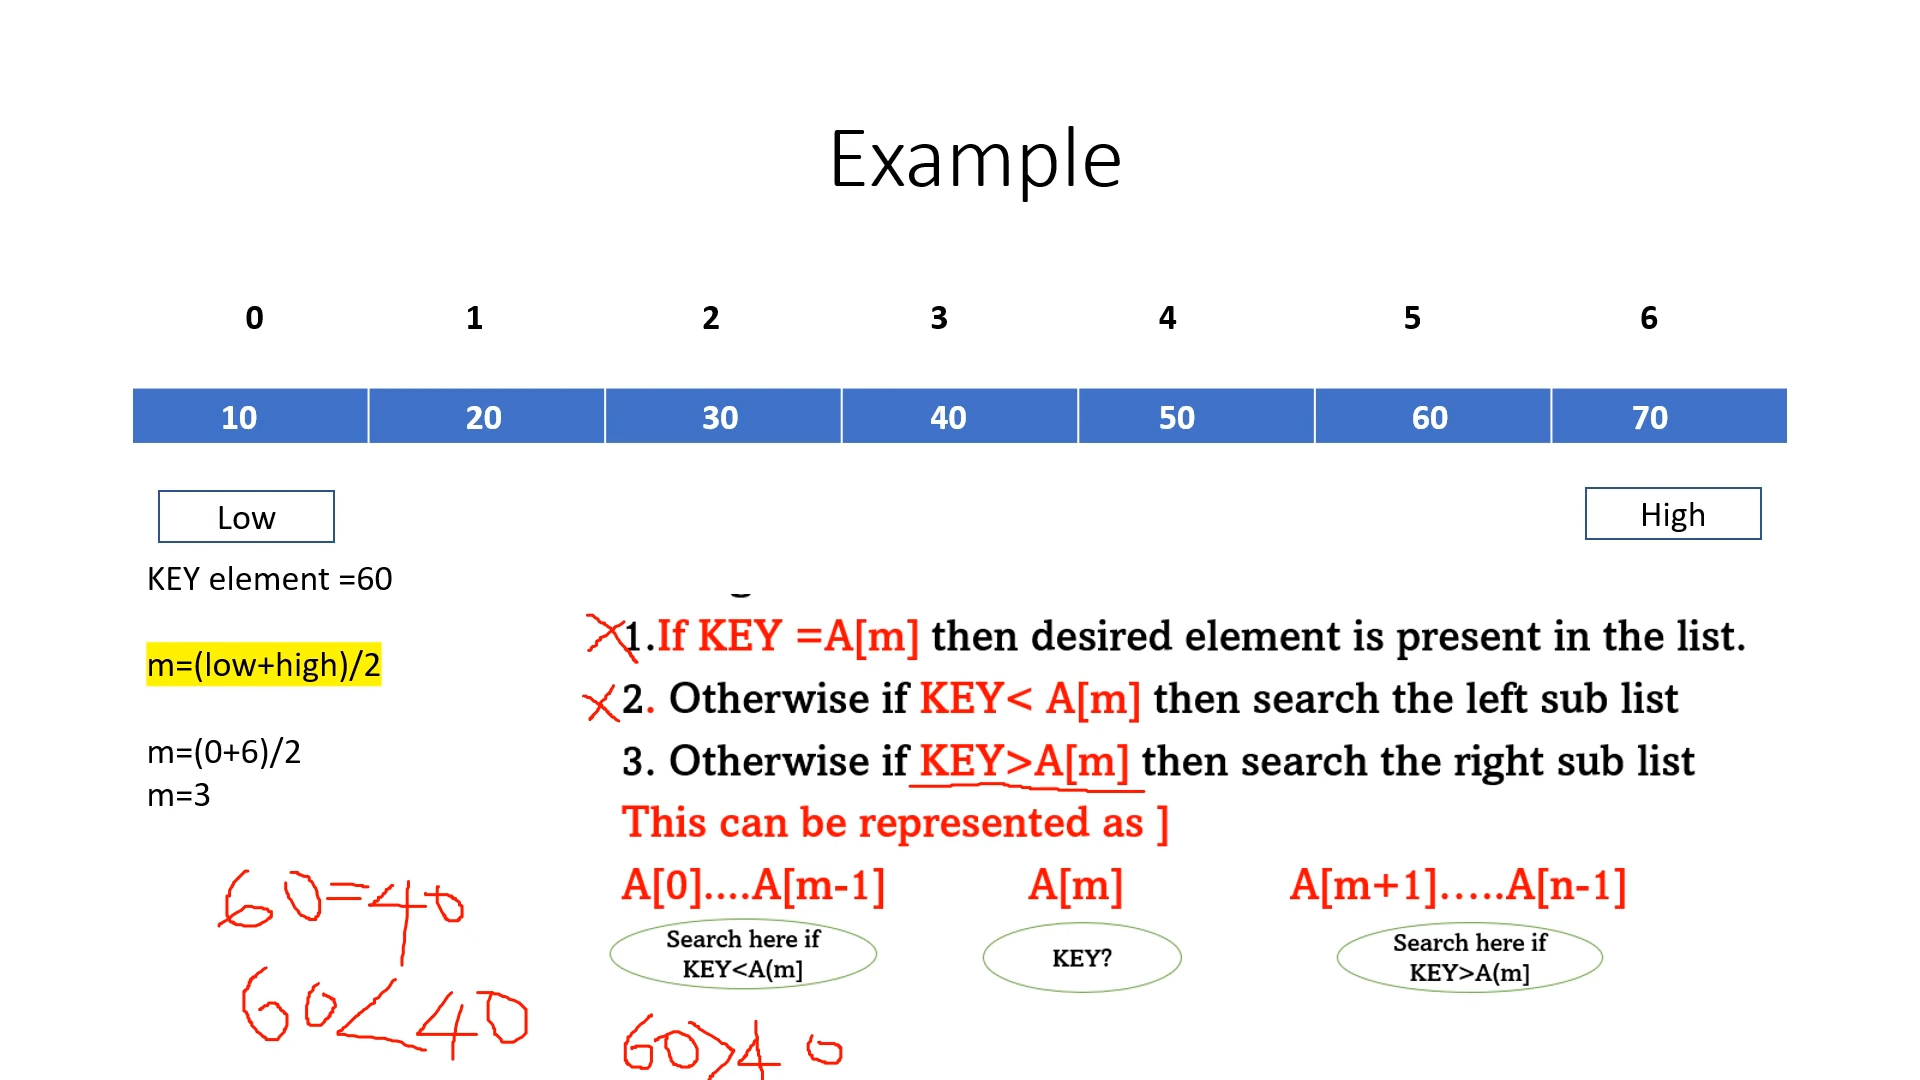 Example
0 1 2 3 4 5 6
10 20 30 40 50 60 70
Low High
KEY element =60
m=(low+high)/2
m=(0+6)/2
m=3
60=40
60<40
1.If KEY =A[m] then desired element is present in the list.
2. Otherwise if KEY< A[m] then search the left sub list
3. Otherwise if KEY>A[m] then search the right sub list
This can be represented as ]
A[0]....A[m-1] A[m] A[m+1].....A[n-1]
Search here if
KEY<A(m]
KEY?
Search here if
KEY>A(m]
60>40